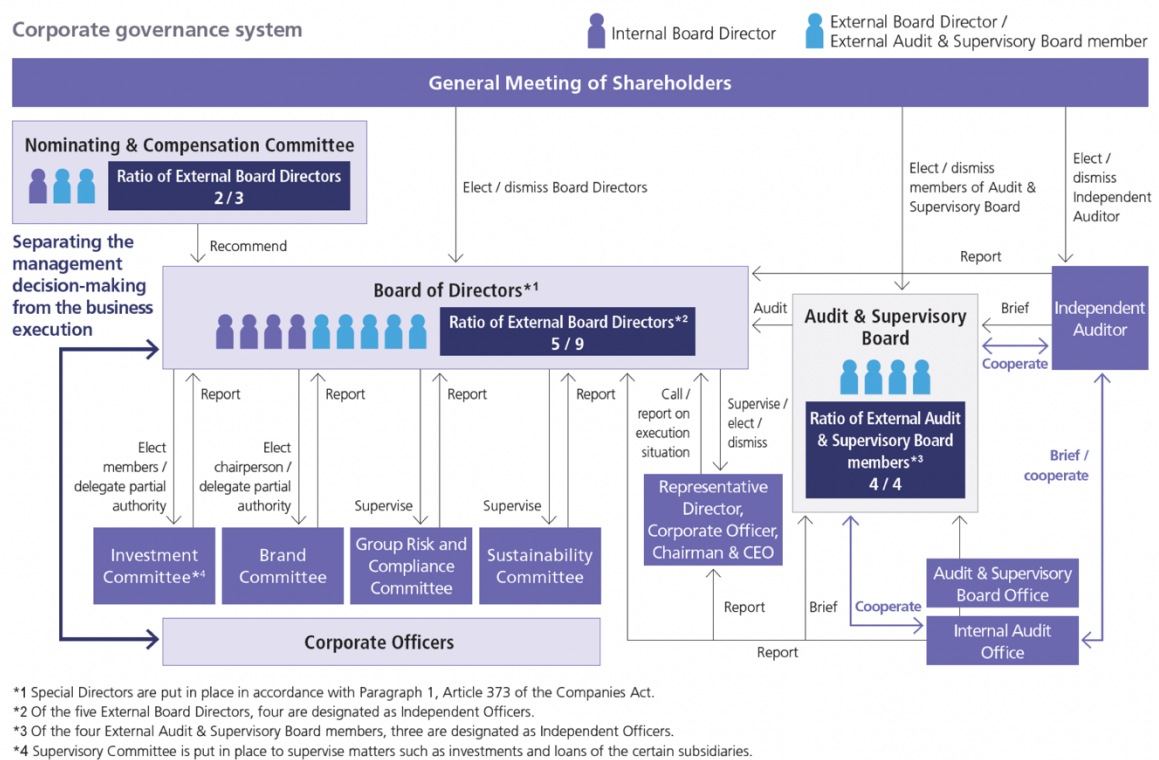 Corporate governance system
Internal Board Director
External Board Director /
External Audit & Supervisory Board member
General Meeting of Shareholders
Nominating & Compensation Committee
Ratio of External Board Directors
2 / 3
Elect / dismiss Board Directors
Elect / dismiss
members of Audit &
Supervisory Board
Elect /
dismiss
Independent
Auditor
Separating the
management
decision-making
from the business
execution
Recommend
Report
Board of Directors*1
Ratio of External Board Directors*2
5 / 9
Audit
Audit & Supervisory
Board
Brief
Independent
Auditor
Cooperate
Ratio of External Audit
& Supervisory Board
members*3
4 / 4
Report
Report
Report
Report
Call /
report on
execution
situation
Supervise /
elect /
dismiss
Elect
members /
delegate partial
authority
Elect
chairperson /
delegate partial
authority
Supervise
Supervise
Brief /
cooperate
Representative
Director,
Corporate Officer,
Chairman & CEO
Investment
Committee*4
Brand
Committee
Group Risk and
Compliance
Committee
Sustainability
Committee
Audit & Supervisory
Board Office
Report
Brief
Cooperate
Internal Audit
Office
Corporate Officers
Report
*1 Special Directors are put in place in accordance with Paragraph 1, Article 373 of the Companies Act.
*2 Of the five External Board Directors, four are designated as Independent Officers.
*3 Of the four External Audit & Supervisory Board members, three are designated as Independent Officers.
*4 Supervisory Committee is put in place to supervise matters such as investments and loans of the certain subsidiaries.